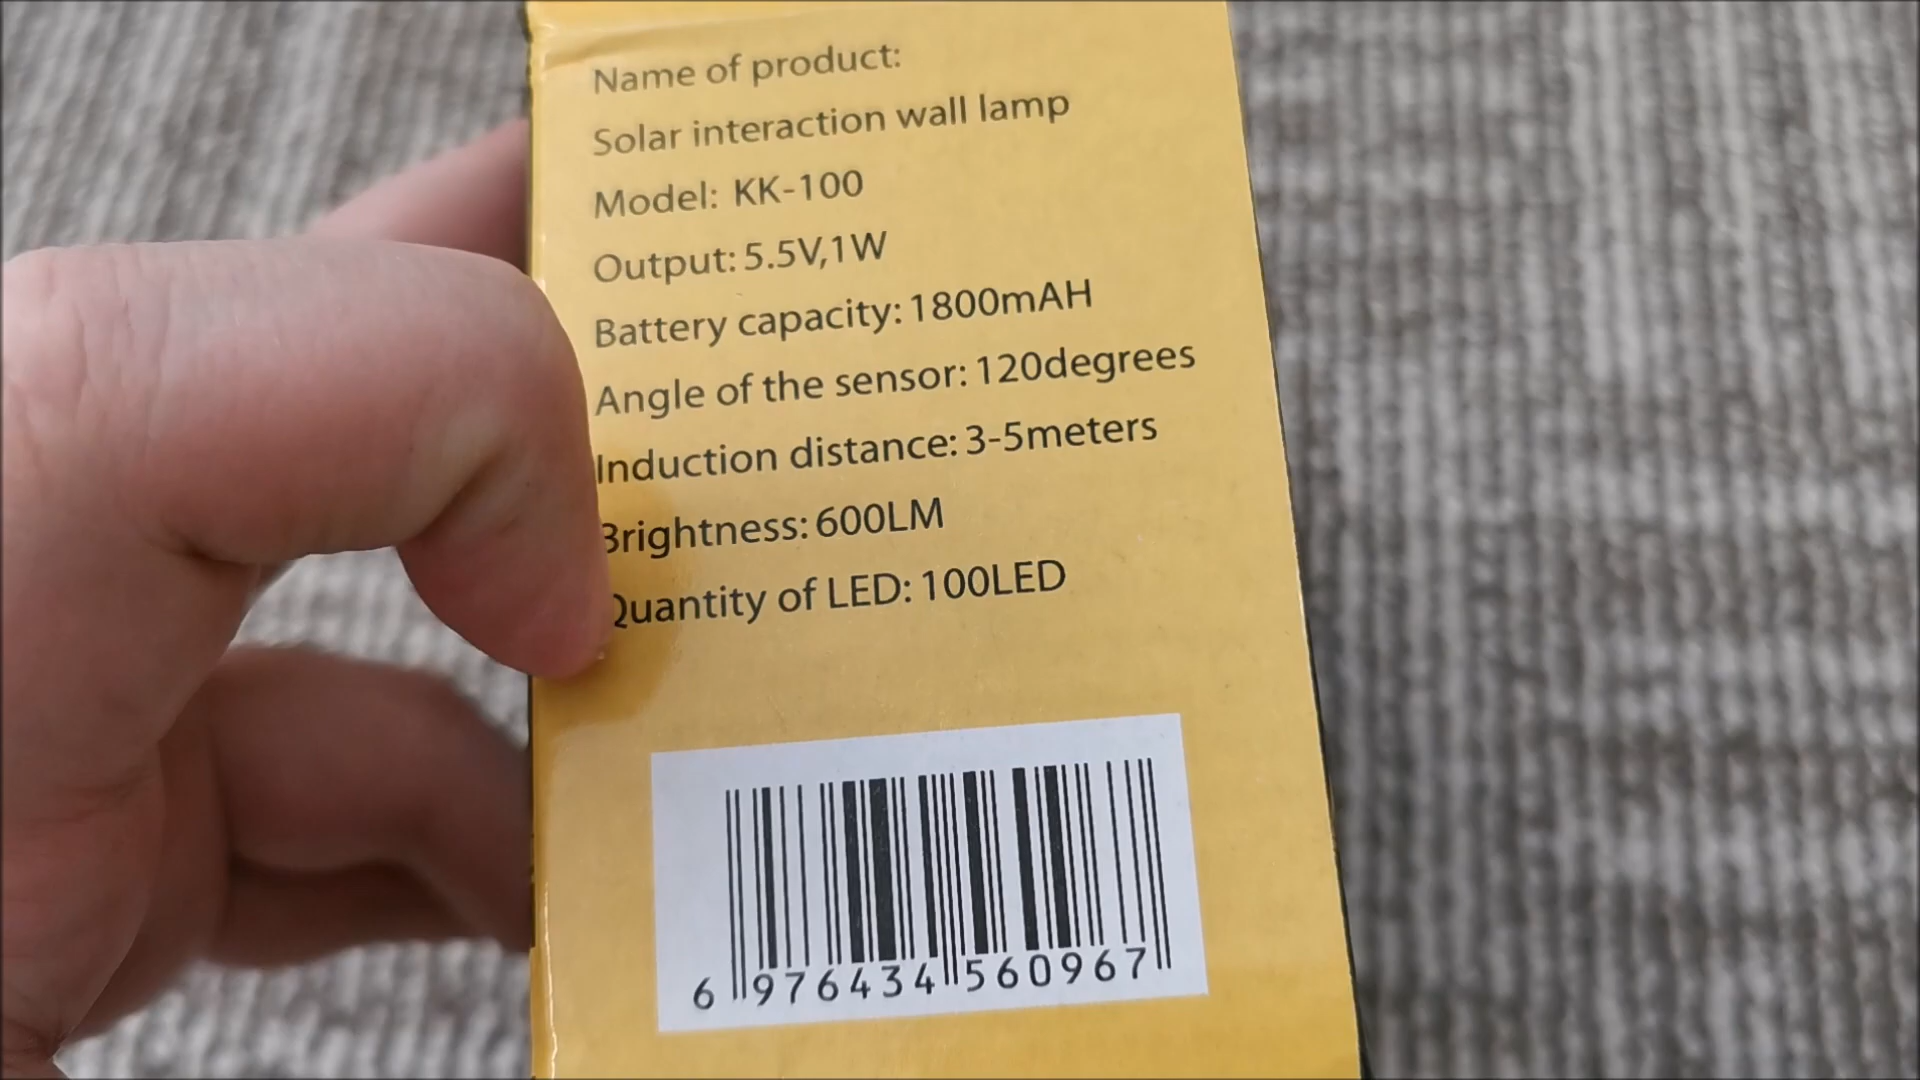 Name of product:
Solar interaction wall lamp
Model: KK-100
Output:5.5V,1W
Battery capacity:1800mAH
Angle of the sensor:120degrees
Induction distance:3-5meters
Brightness:600LM
Quantity of LED:100LED
6 976434 560967